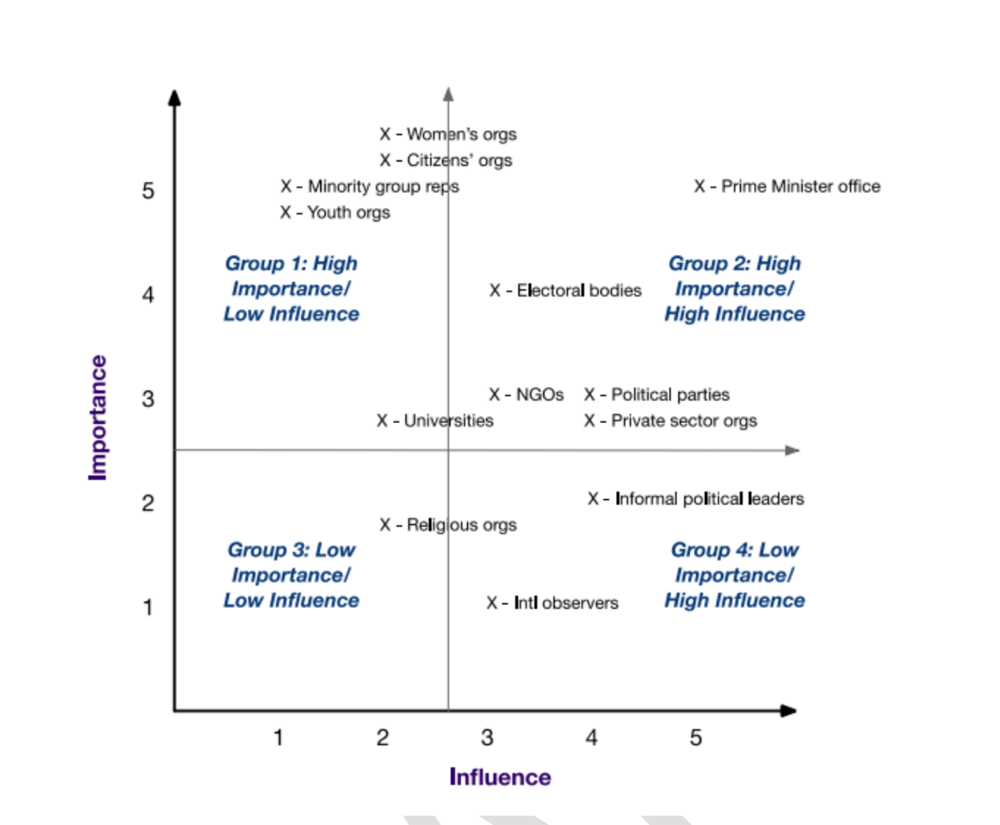 X - Women's orgs
X - Citizens' orgs
5
X - Minority group reps
X - Prime Minister office
X - Youth orgs
Group 1: High
Importance/
Low Influence
Group 2: High
Importance/
High Influence
4
X - Electoral bodies
Importance
3
X - NGOs
X - Political parties
X - Universities
X - Private sector orgs
2
X - Informal political leaders
X - Religious orgs
Group 3: Low
Importance/
Low Influence
Group 4: Low
Importance/
High Influence
1
X - Intl observers
1 2 3 4 5
Influence